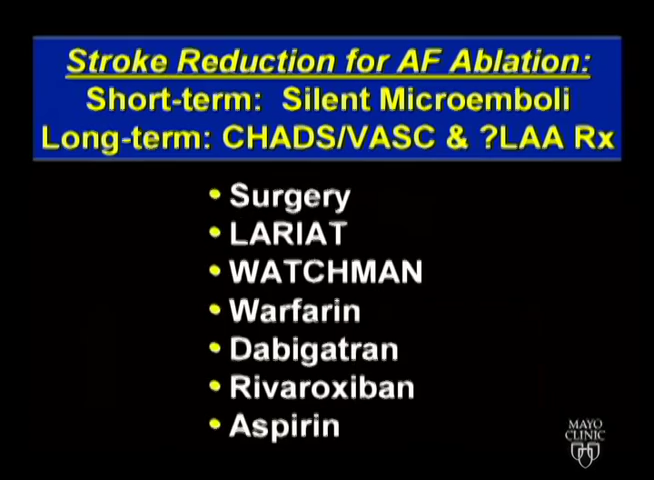 Stroke Reduction for AF Ablation:
Short-term: Silent Microemboli
Long-term: CHADS/VASC & ?LAA Rx
• Surgery
• LARIAT
• WATCHMAN
• Warfarin
• Dabigatran
• Rivaroxiban
• Aspirin
MAYO
CLINIC